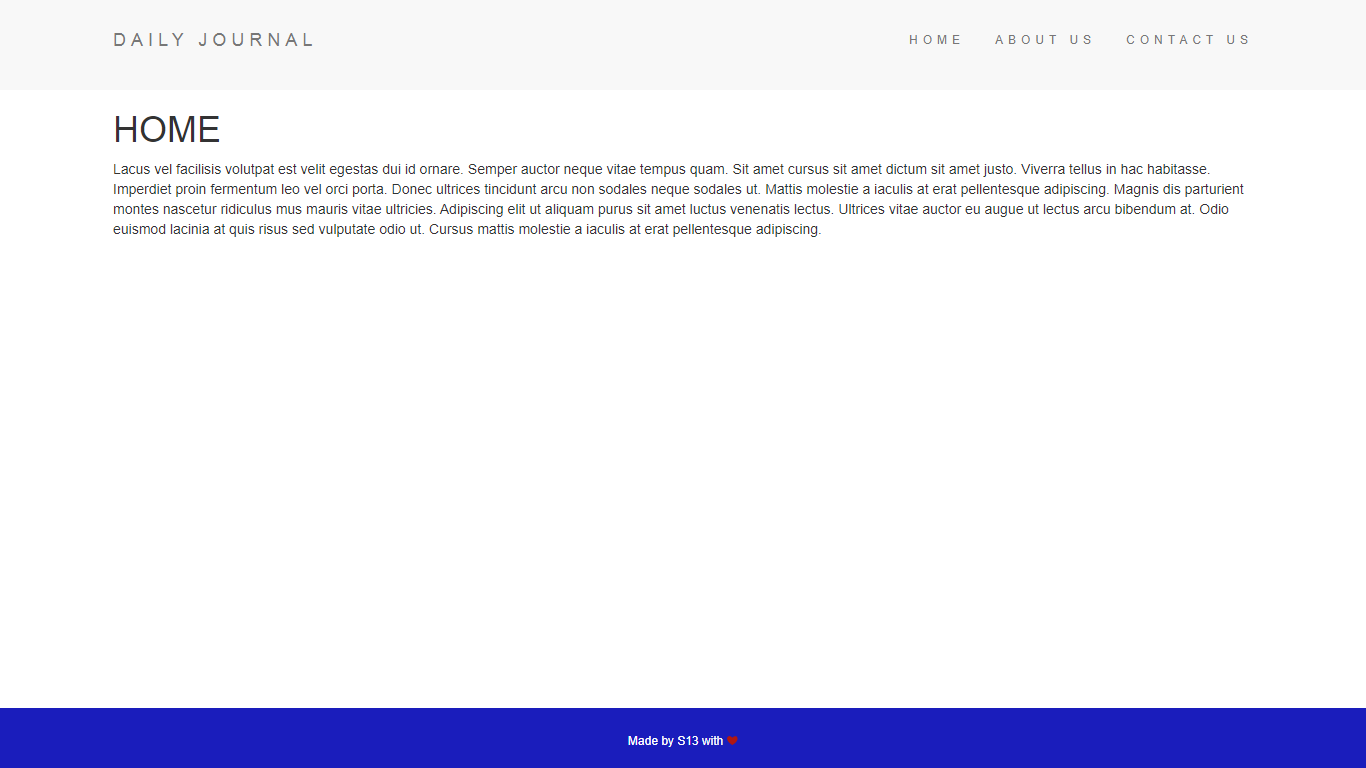 DAILY JOURNAL
HOME ABOUT US CONTACT US
HOME
Lacus vel facilisis volutpat est velit egestas dui id ornare. Semper auctor neque vitae tempus quam. Sit amet cursus sit amet dictum sit amet justo. Viverra tellus in hac habitasse.
Imperdiet proin fermentum leo vel orci porta. Donec ultrices tincidunt arcu non sodales neque sodales ut. Mattis molestie a iaculis at erat pellentesque adipiscing. Magnis dis parturient
montes nascetur ridiculus mus mauris vitae ultricies. Adipiscing elit ut aliquam purus sit amet luctus venenatis lectus. Ultrices vitae auctor eu augue ut lectus arcu bibendum at. Odio
euismod lacinia at quis risus sed vulputate odio ut. Cursus mattis molestie a iaculis at erat pellentesque adipiscing.
Made by S13 with